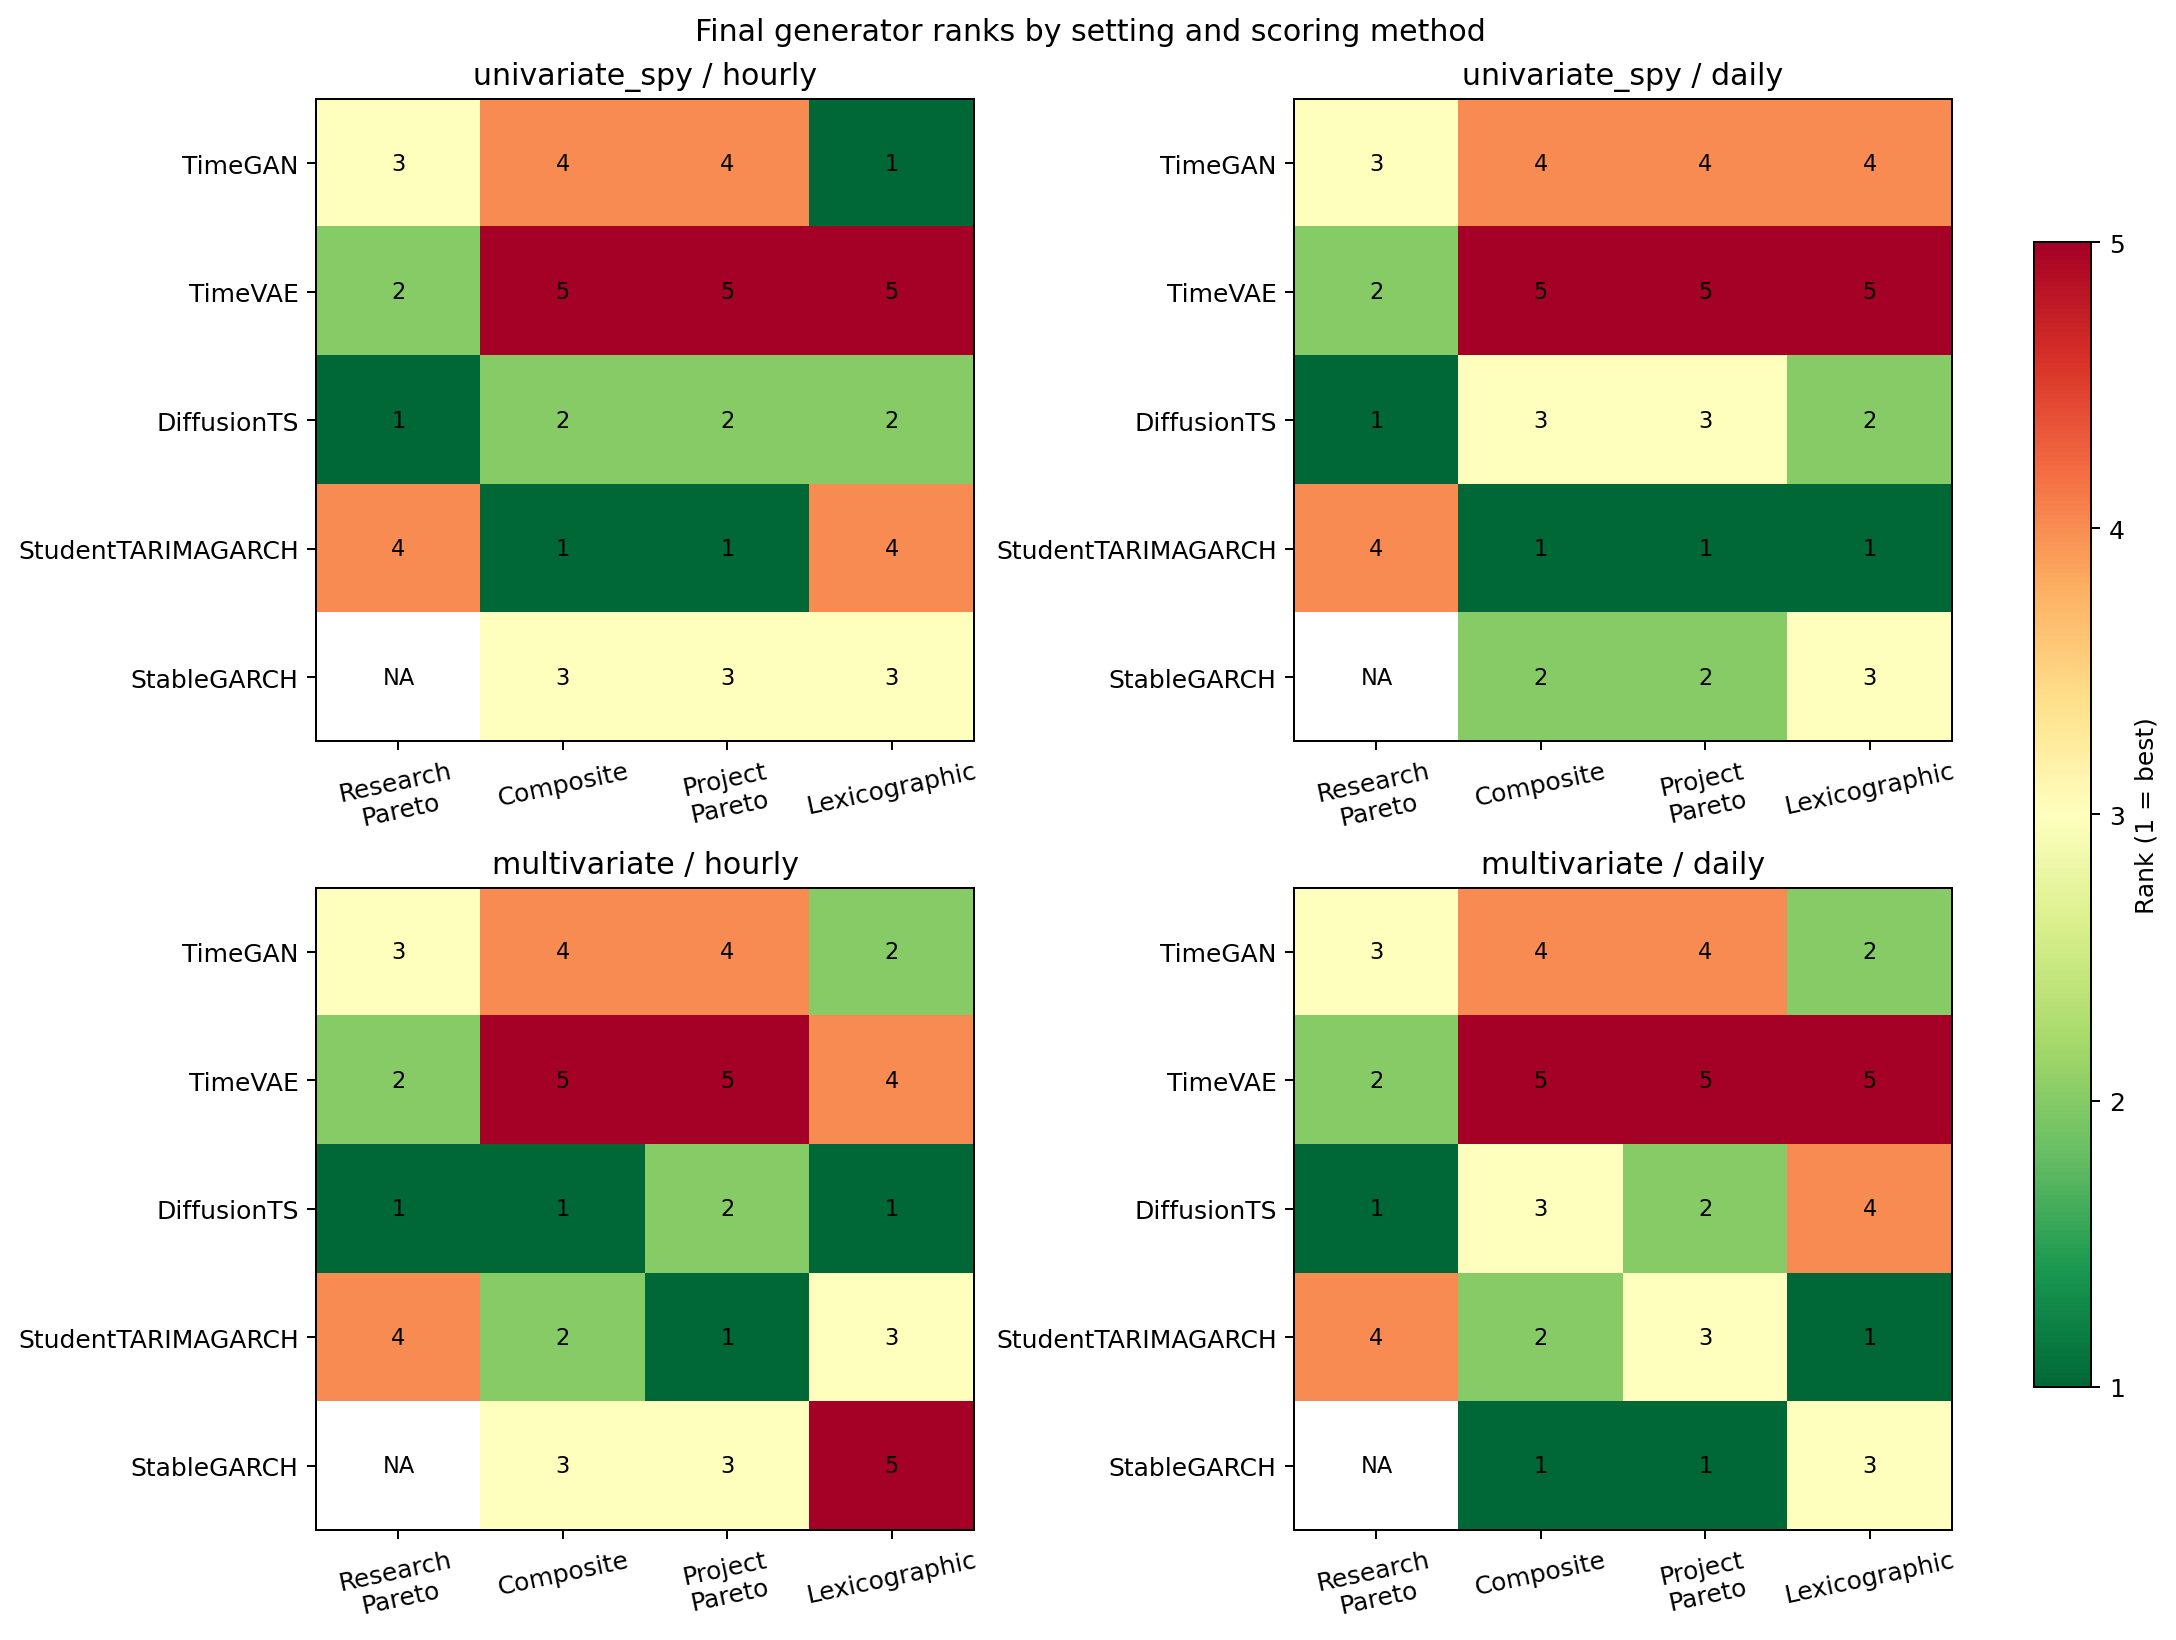 Final generator ranks by setting and scoring method
univariate_spy / hourly
TimeGAN 3 4 4 1
TimeVAE 2 5 5 5
DiffusionTS 1 2 2 2
StudentTARIMAGARCH 4 1 1 4
StableGARCH NA 3 3 3
Research Pareto Composite Project Pareto Lexicographic
univariate_spy / daily
TimeGAN 3 4 4 4
TimeVAE 2 5 5 5
DiffusionTS 1 3 3 2
StudentTARIMAGARCH 4 1 1 1
StableGARCH NA 2 2 3
Research Pareto Composite Project Pareto Lexicographic
multivariate / hourly
TimeGAN 3 4 4 2
TimeVAE 2 5 5 4
DiffusionTS 1 1 2 1
StudentTARIMAGARCH 4 2 1 3
StableGARCH NA 3 3 5
Research Pareto Composite Project Pareto Lexicographic
multivariate / daily
TimeGAN 3 4 4 2
TimeVAE 2 5 5 5
DiffusionTS 1 3 2 4
StudentTARIMAGARCH 4 2 3 1
StableGARCH NA 1 1 3
Research Pareto Composite Project Pareto Lexicographic
5
4
3
2
1
Rank (1 = best)